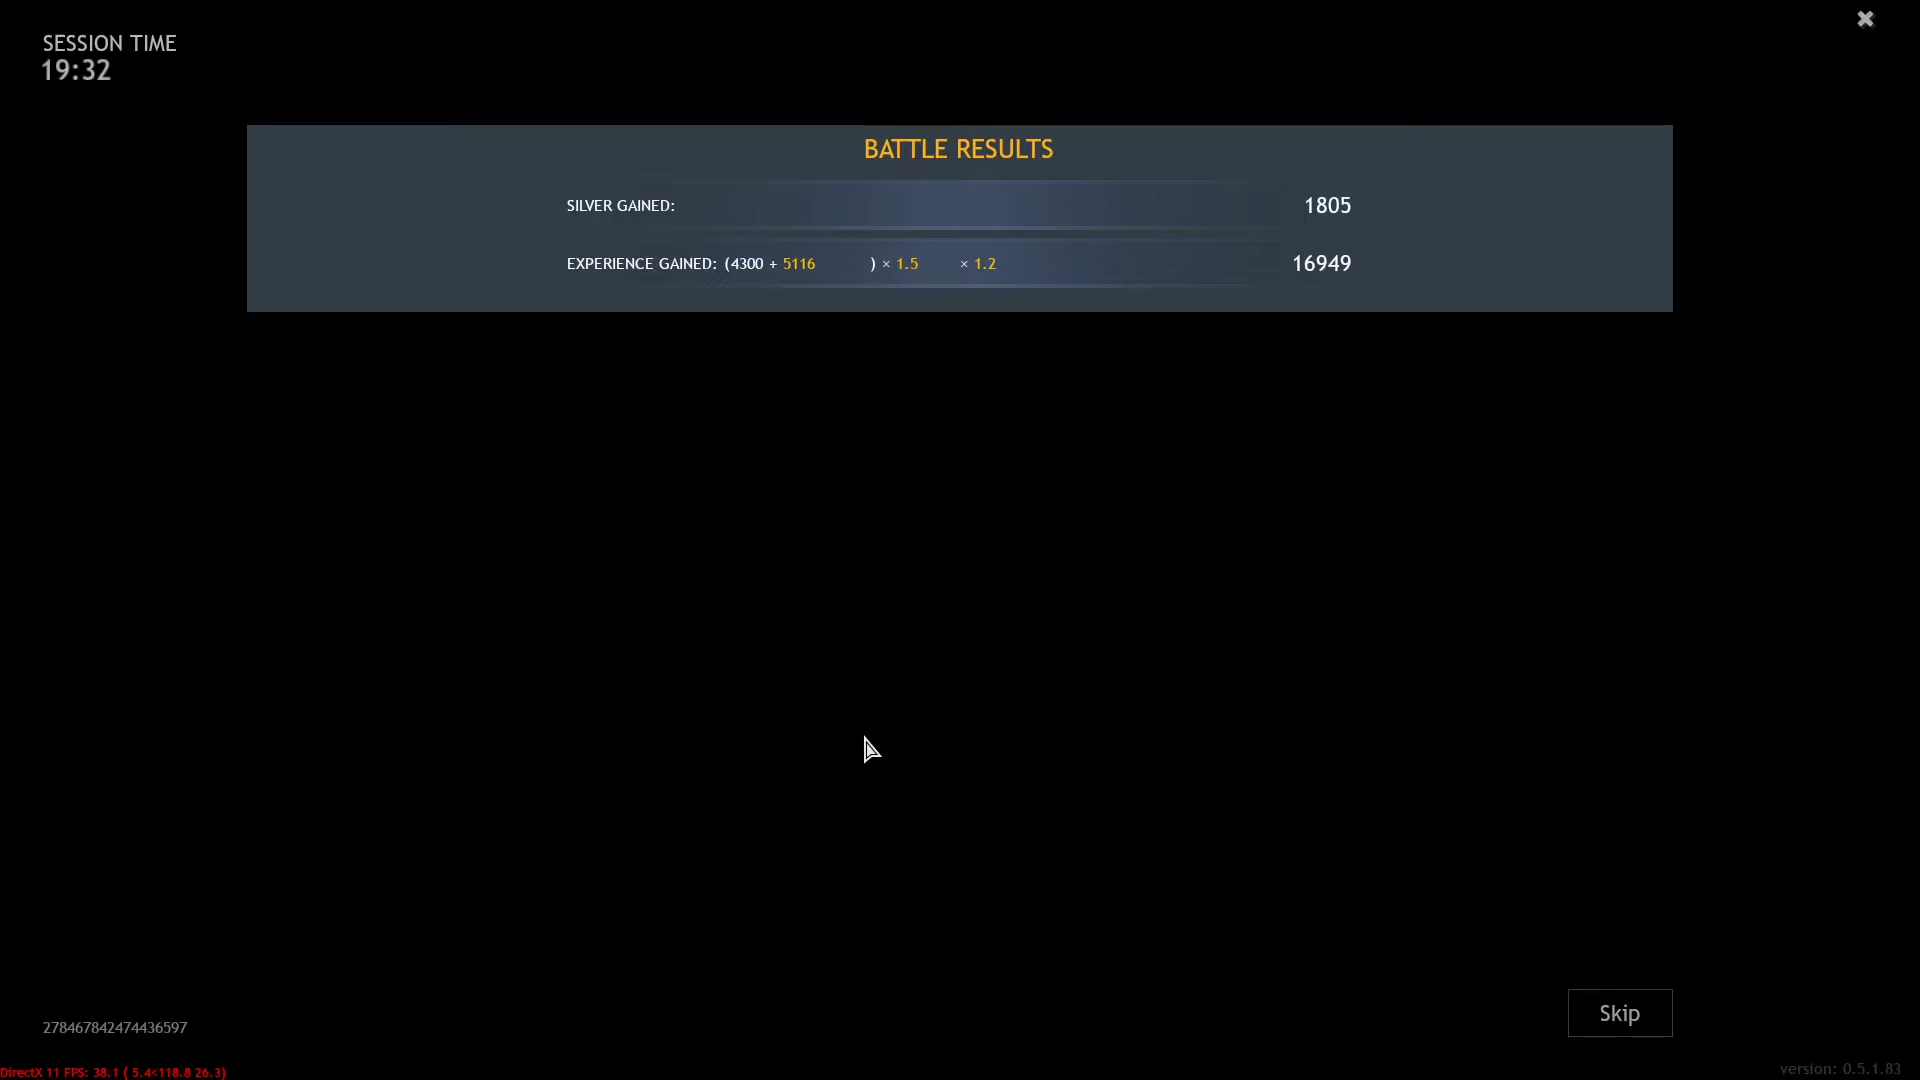 SESSION TIME
19:32
BATTLE RESULTS
SILVER GAINED: 1805
EXPERIENCE GAINED: (4300 + 5116 ) × 1.5 × 1.2 16949
Skip
278467842474436597
DirectX 11 FPS: 38.1 ( 5.4<118.8 26.3)
version: 0.5.1.83